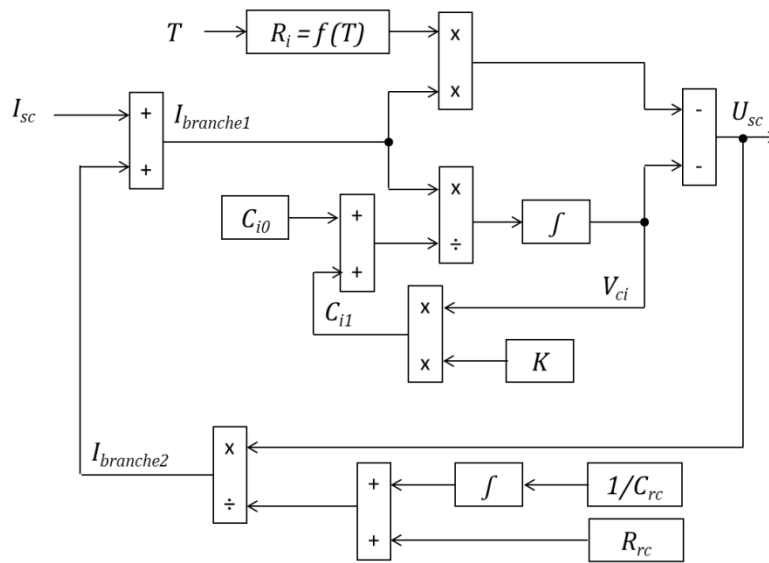 T
R_i = f(T)
x
x
I_sc
+
+
I_branche1
-
-
U_sc
C_i0
+
+
x
÷
∫
V_ci
C_i1
x
x
K
I_branche2
x
÷
+
+
∫
1/C_rc
R_rc